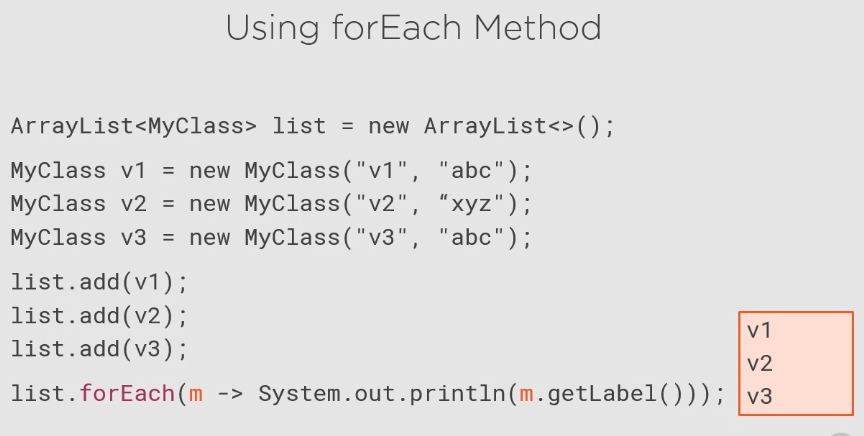 Using forEach Method
ArrayList<MyClass> list = new ArrayList<>();
MyClass v1 = new MyClass("v1", "abc");
MyClass v2 = new MyClass("v2", “xyz");
MyClass v3 = new MyClass("v3", "abc");
list.add(v1);
list.add(v2);
list.add(v3);
list.forEach(m -> System.out.println(m.getLabel()));
v1
v2
v3